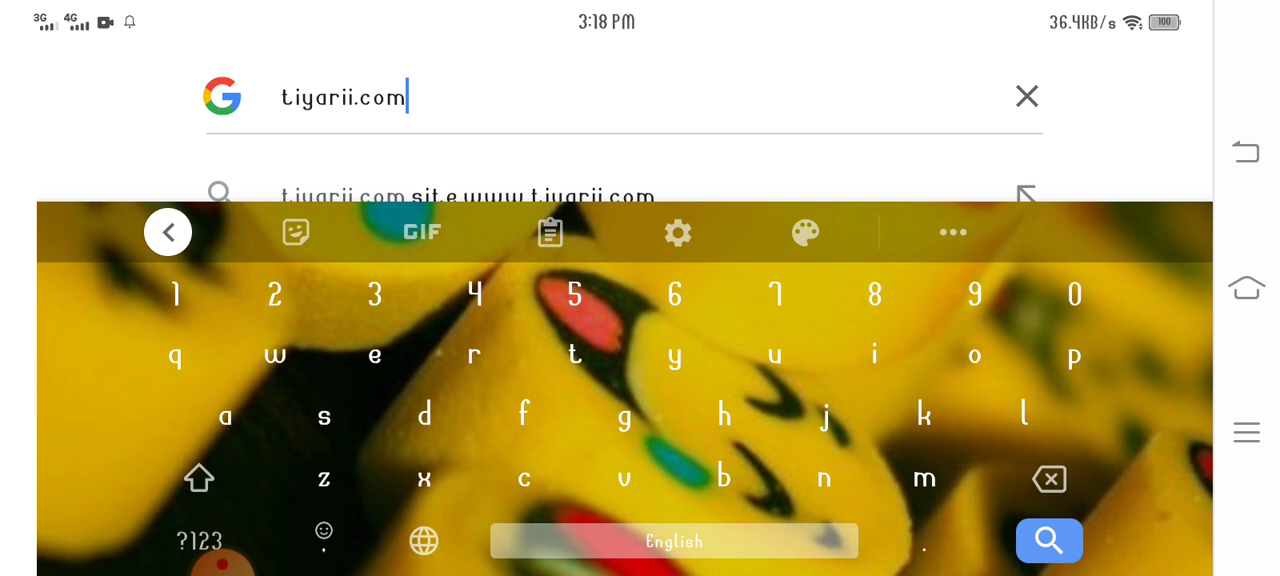 3G 4G 3:18 PM 36.4KB/s 100
tiyarii.com
tiyarii com site www tiyarii com
GIF
1 2 3 4 5 6 7 8 9 0
q w e r t y u i o p
a s d f g h j k l
z x c v b n m
?123 , English .